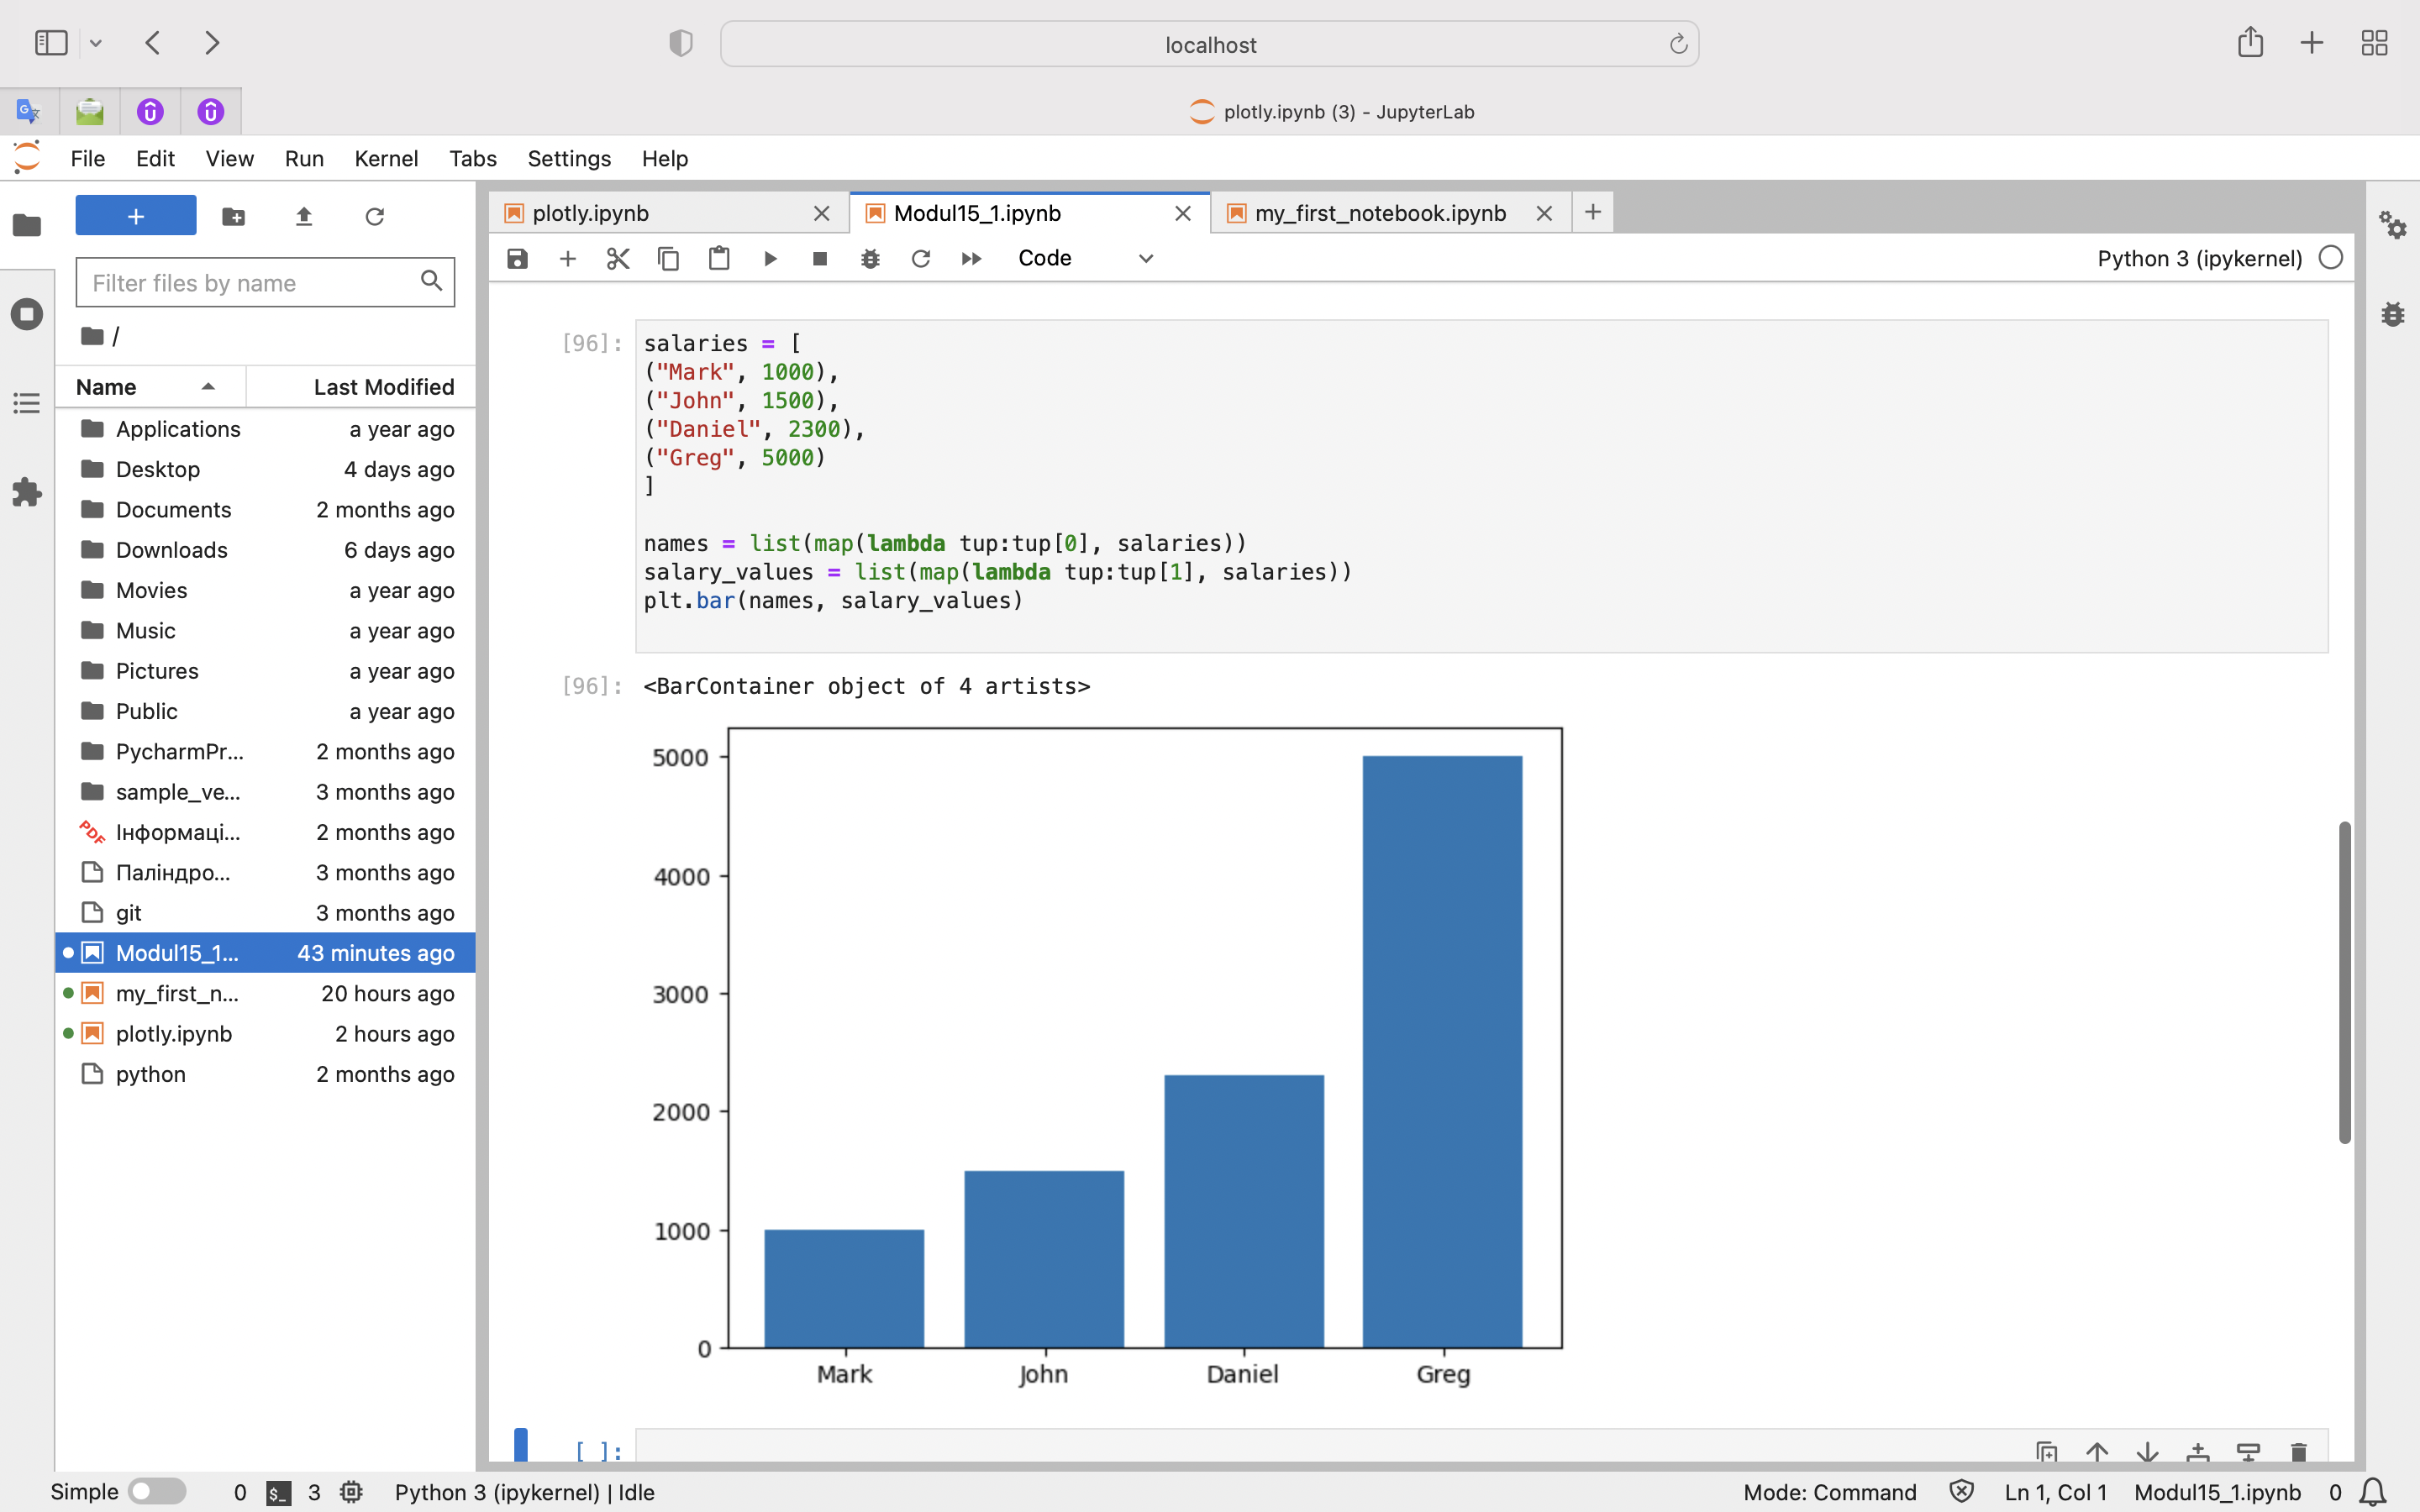 localhost
plotly.ipynb (3) - JupyterLab
File Edit View Run Kernel Tabs Settings Help
plotly.ipynb Modul15_1.ipynb my_first_notebook.ipynb
Code Python 3 (ipykernel)
Filter files by name
/
Name Last Modified
Applications a year ago
Desktop 4 days ago
Documents 2 months ago
Downloads 6 days ago
Movies a year ago
Music a year ago
Pictures a year ago
Public a year ago
PycharmPr... 2 months ago
sample_ve... 3 months ago
PDF Інформаці... 2 months ago
Паліндро... 3 months ago
git 3 months ago
Modul15_1... 43 minutes ago
my_first_n... 20 hours ago
plotly.ipynb 2 hours ago
python 2 months ago
[96]: salaries = [
("Mark", 1000),
("John", 1500),
("Daniel", 2300),
("Greg", 5000)
]
names = list(map(lambda tup:tup[0], salaries))
salary_values = list(map(lambda tup:tup[1], salaries))
plt.bar(names, salary_values)
[96]: <BarContainer object of 4 artists>
5000
4000
3000
2000
1000
0
Mark John Daniel Greg
[ ]:
Simple 0 $_ 3 Python 3 (ipykernel) | Idle Mode: Command Ln 1, Col 1 Modul15_1.ipynb 0